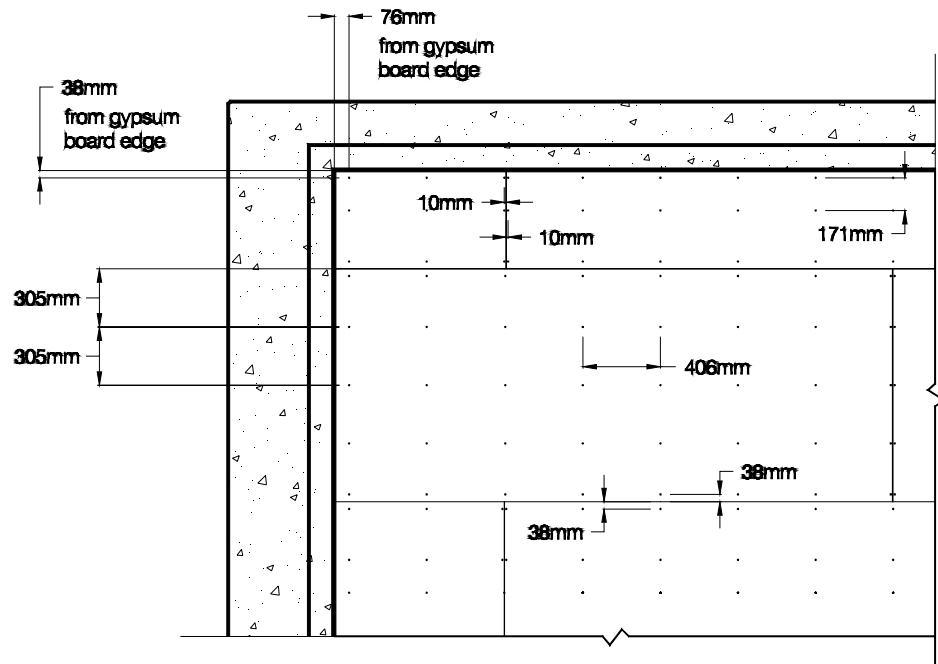 76mm
from gypsum
board edge
38mm
from gypsum
board edge
10mm
10mm
171mm
305mm
305mm
406mm
38mm
38mm